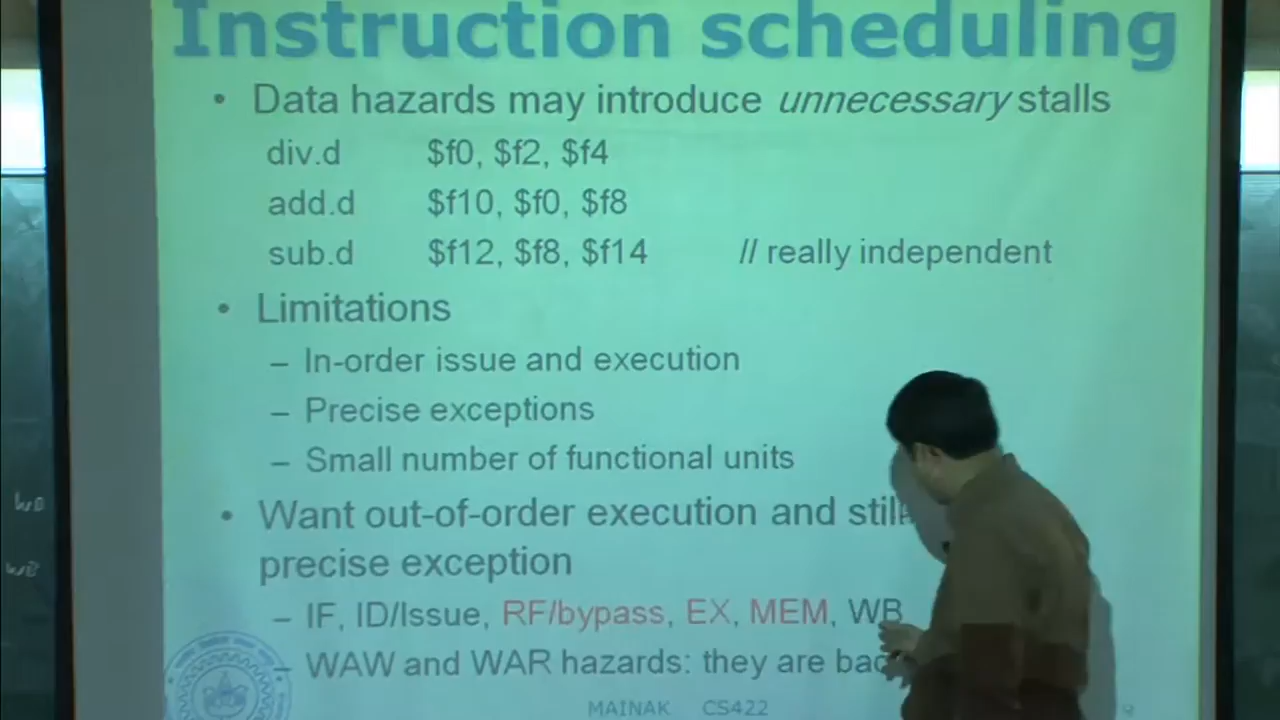 Instruction scheduling
• Data hazards may introduce unnecessary stalls
div.d $f0, $f2, $f4
add.d $f10, $f0, $f8
sub.d $f12, $f8, $f14 // really independent
• Limitations
– In-order issue and execution
– Precise exceptions
– Small number of functional units
• Want out-of-order execution and still
precise exception
– IF, ID/Issue, RF/bypass, EX, MEM, WB
– WAW and WAR hazards: they are bac
MAINAK CS422
WB
WB